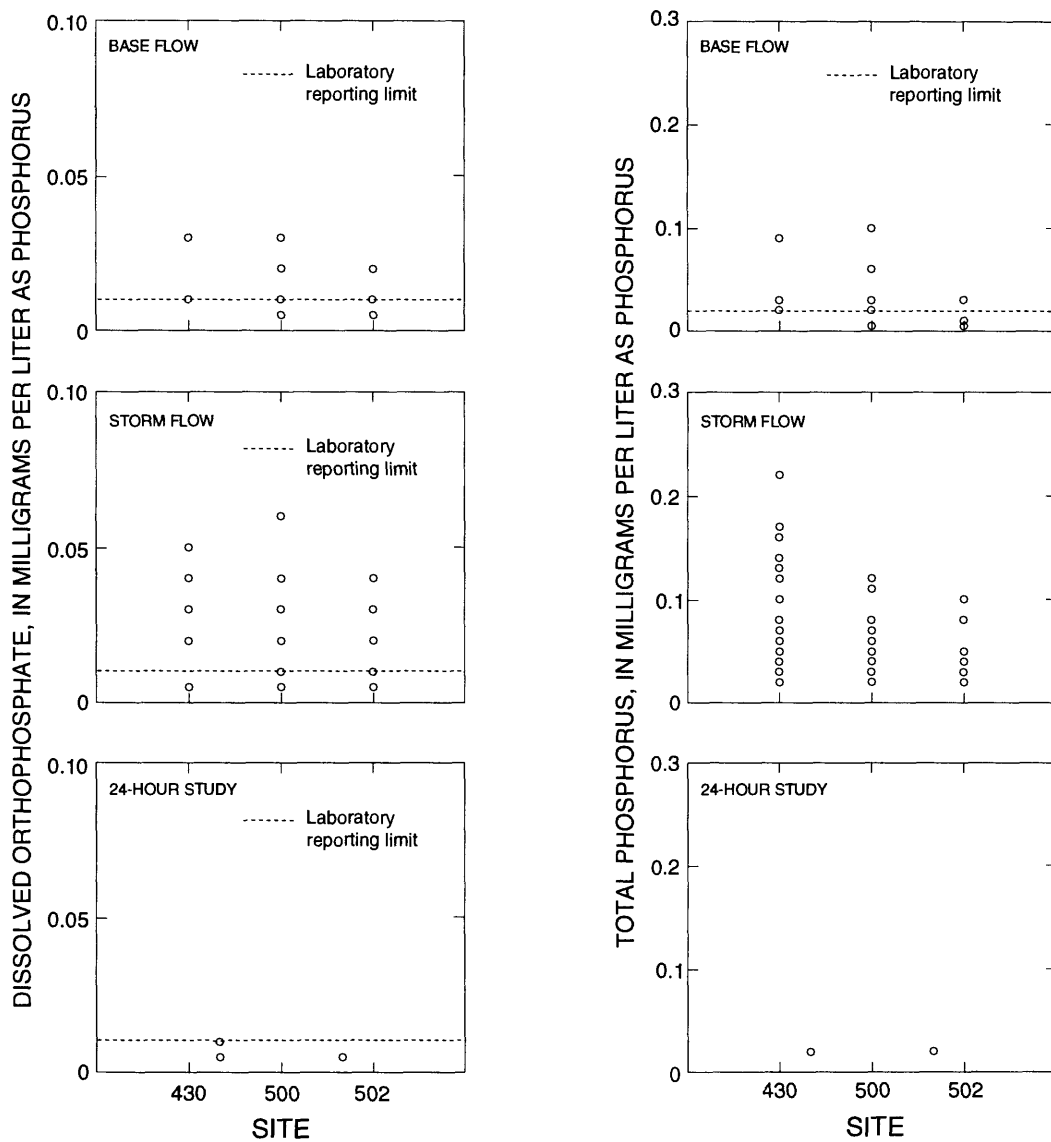 DISSOLVED ORTHOPHOSPHATE, IN MILLIGRAMS PER LITER AS PHOSPHORUS
0.10
BASE FLOW
Laboratory
reporting limit
0.05
0
STORM FLOW
0.10
Laboratory
reporting limit
0.05
0
0.10
24-HOUR STUDY
Laboratory
reporting limit
0.05
0
430 500 502
SITE
TOTAL PHOSPHORUS, IN MILLIGRAMS PER LITER AS PHOSPHORUS
0.3
BASE FLOW
Laboratory
reporting limit
0.2
0.1
0
0.3
STORM FLOW
0.2
0.1
0
0.3
24-HOUR STUDY
0.2
0.1
0
430 500 502
SITE